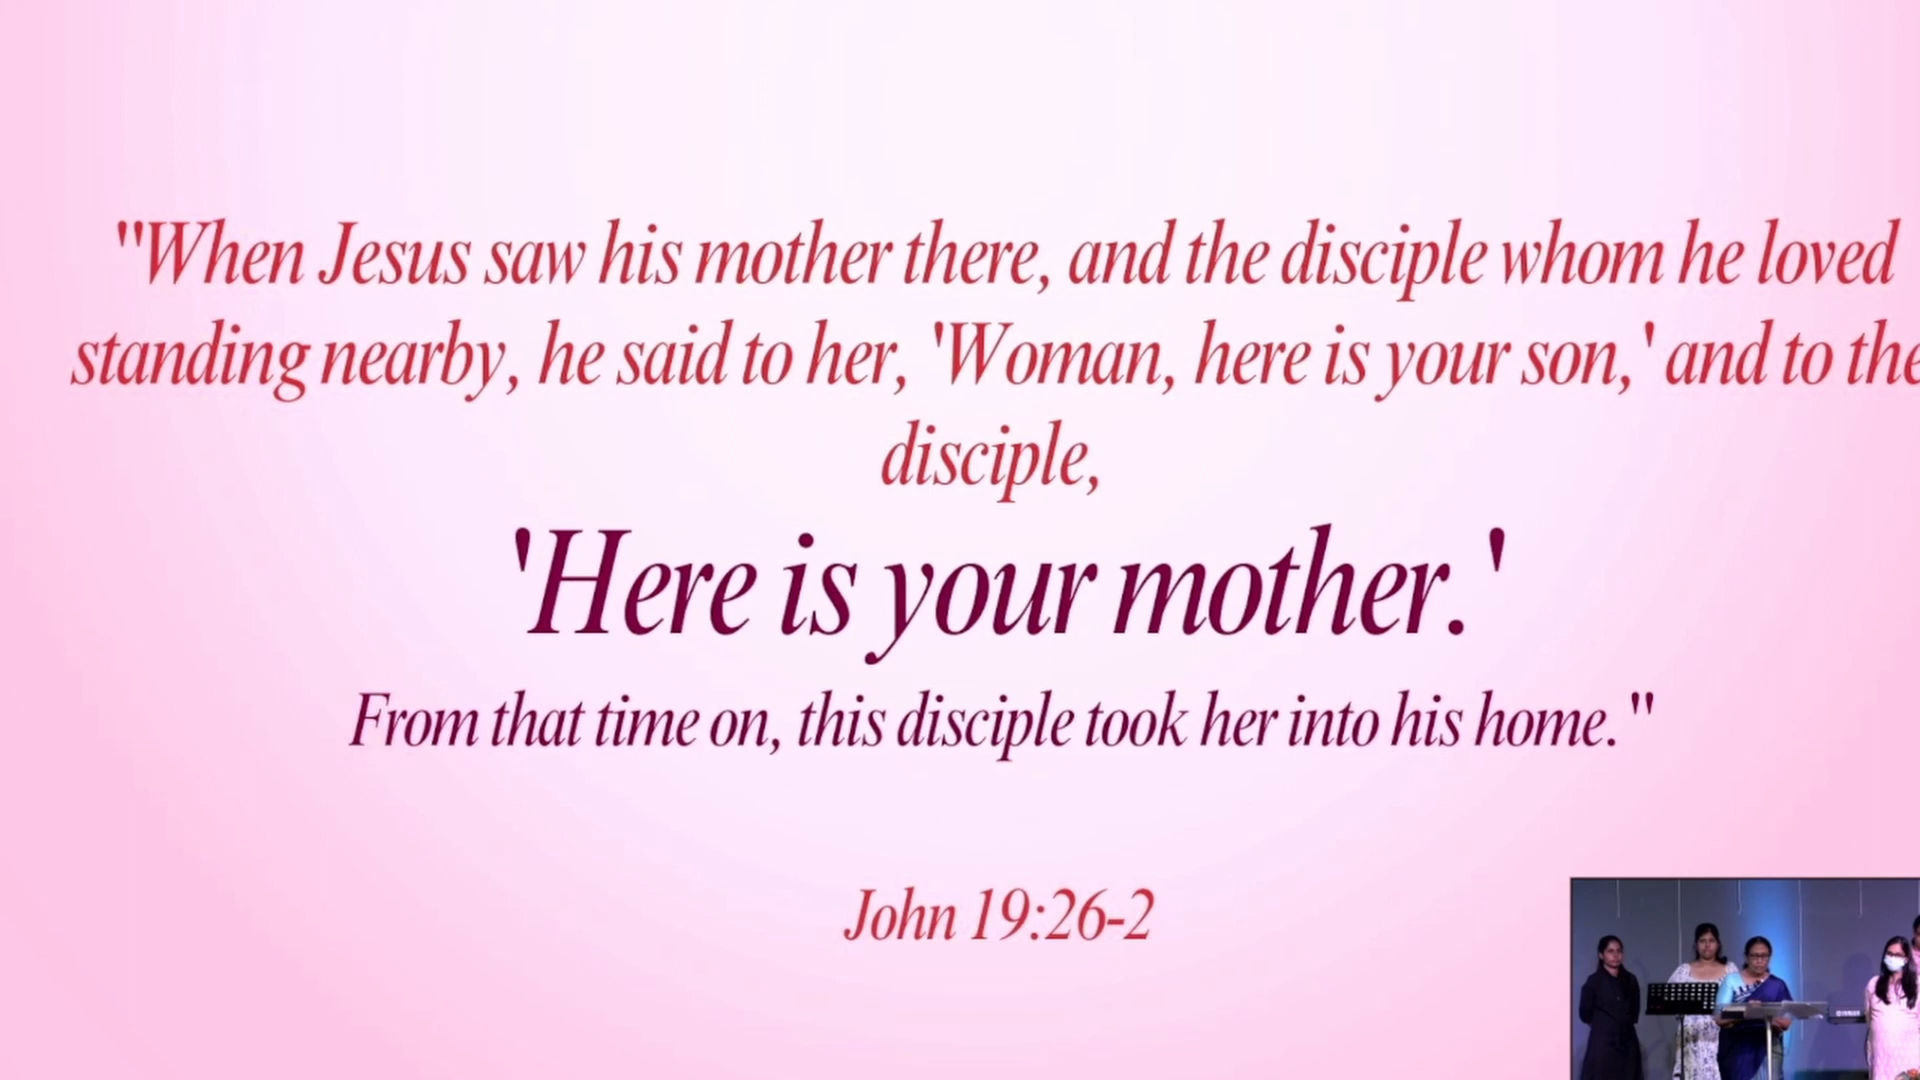 "When Jesus saw his mother there, and the disciple whom he loved
standing nearby, he said to her, 'Woman, here is your son,' and to the
disciple,
'Here is your mother.'
From that time on, this disciple took her into his home."
John 19:26-2